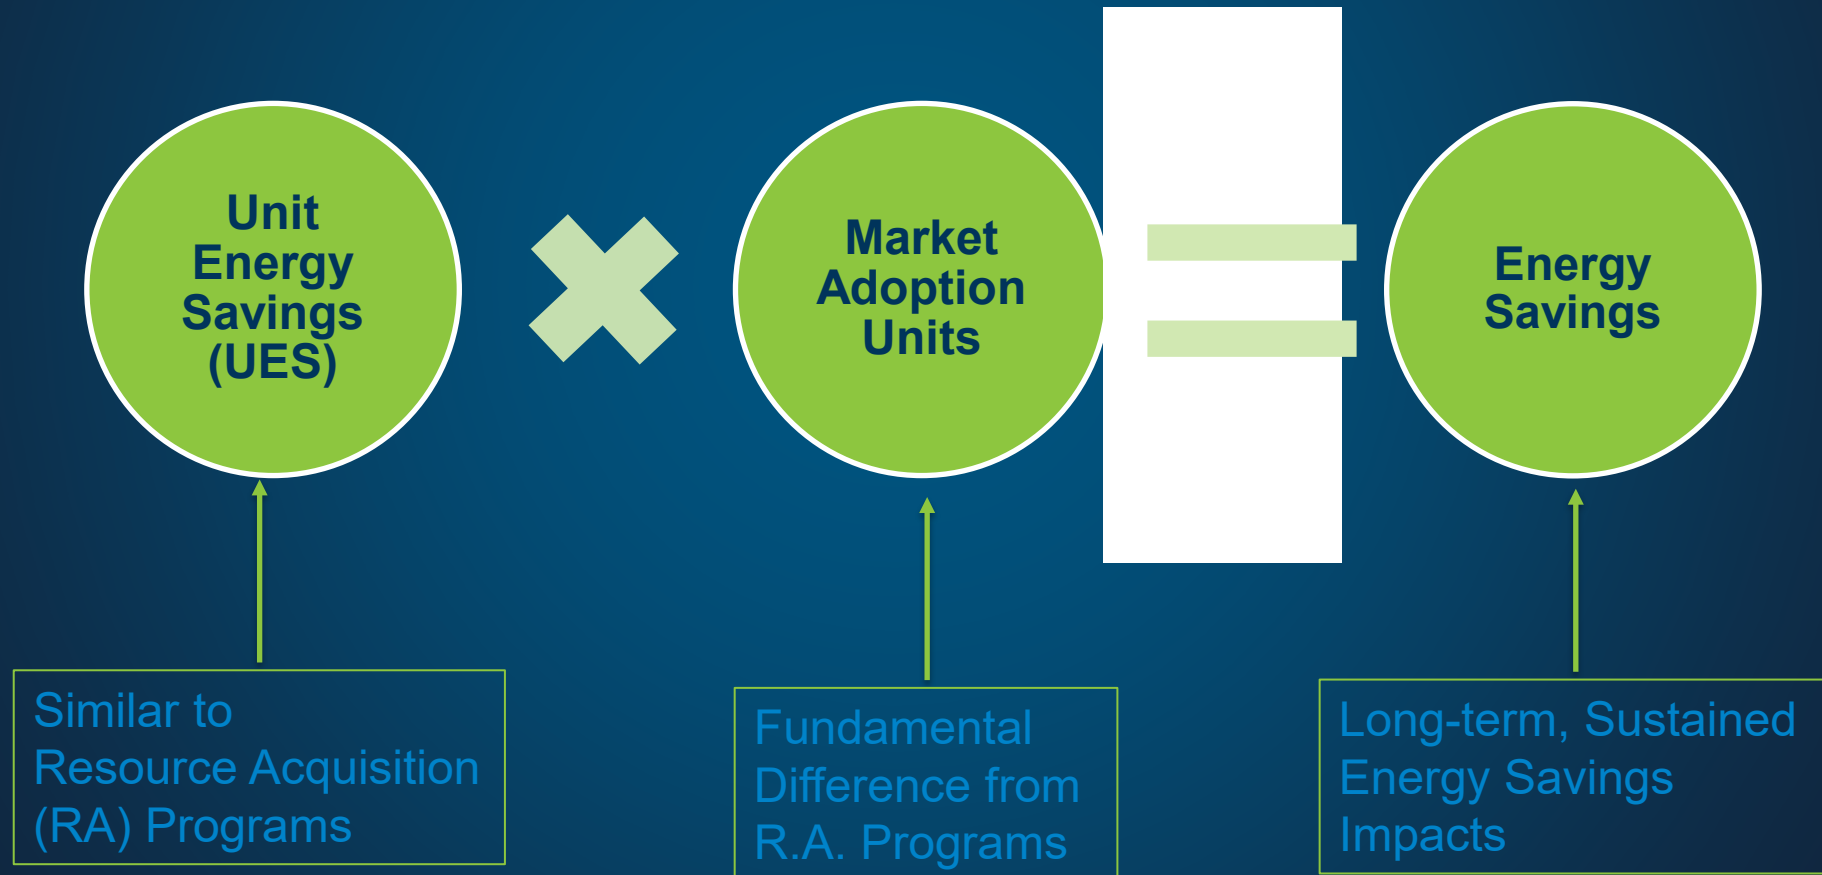 Unit
Energy
Savings
(UES)
Market
Adoption
Units
Energy
Savings
Similar to
Resource Acquisition
(RA) Programs
Fundamental
Difference from
R.A. Programs
Long-term, Sustained
Energy Savings
Impacts